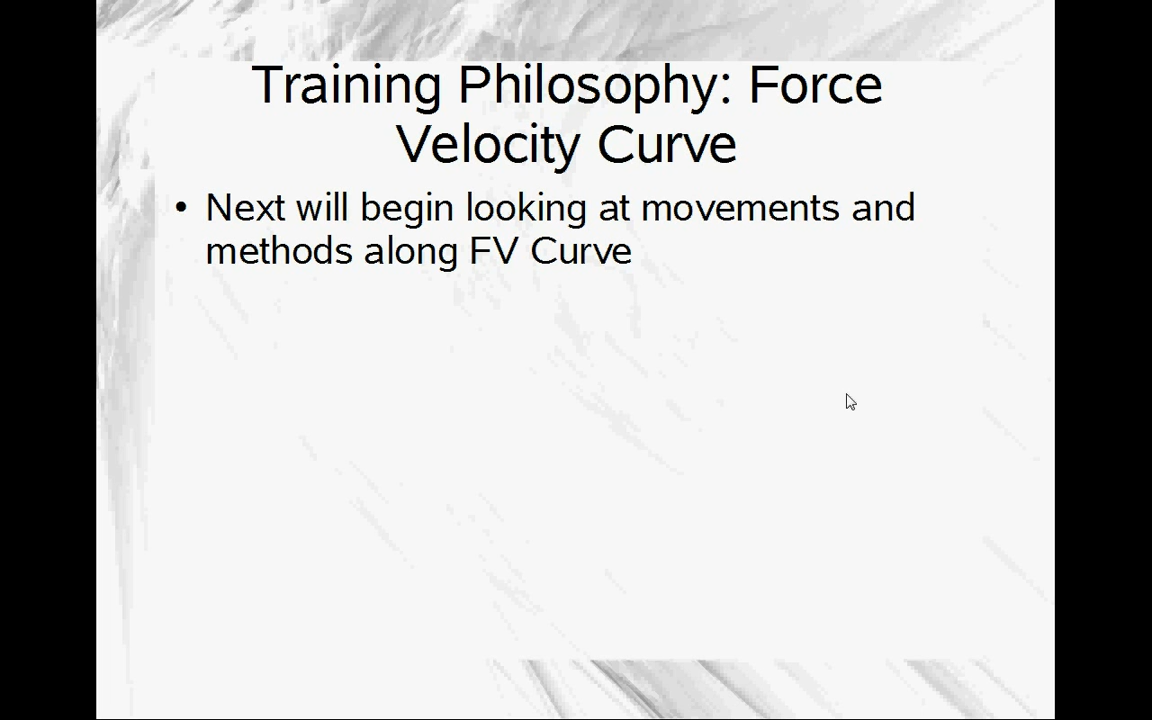 Training Philosophy: Force
Velocity Curve
• Next will begin looking at movements and
methods along FV Curve